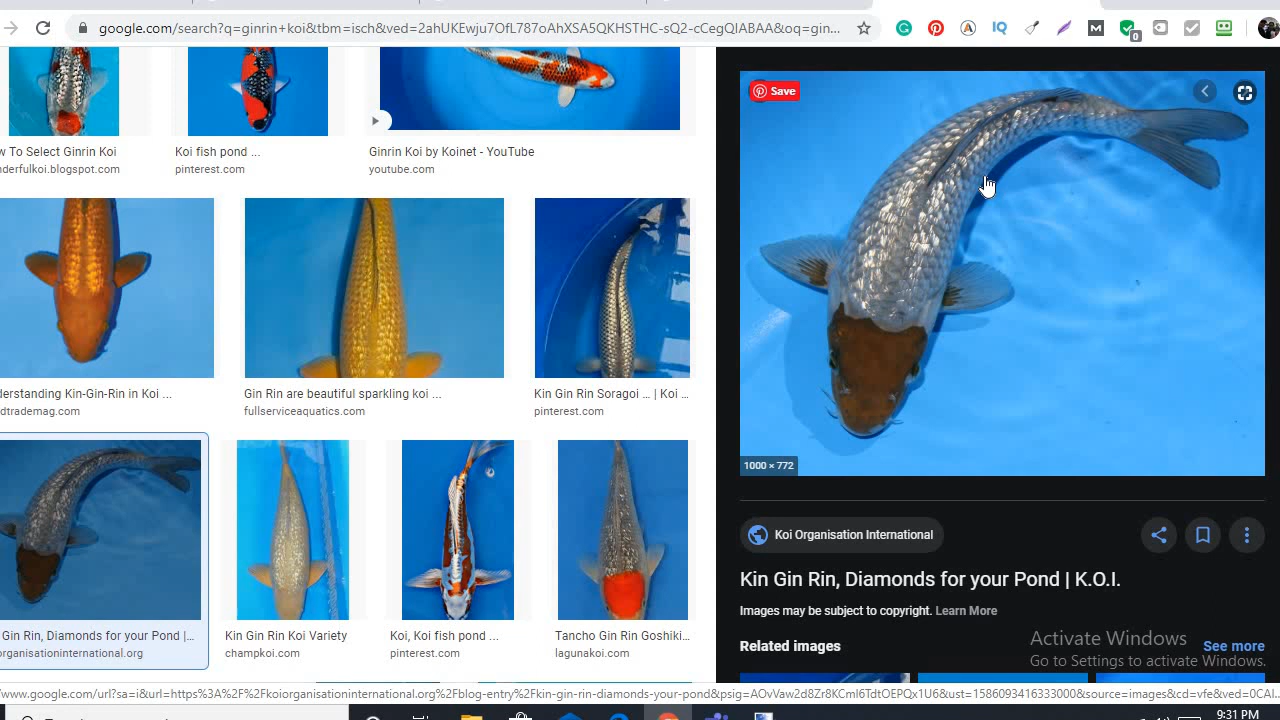 google.com/search?q=ginrin+koi&tbm=isch&ved=2ahUKEwju7OfL787oAhXSA5QKHSTHC-sQ2-cCegQIABAA&oq=gin...
0
Save
w To Select Ginrin Koi
nderfulkoi.blogspot.com
Koi fish pond ...
pinterest.com
Ginrin Koi by Koinet - YouTube
youtube.com
derstanding Kin-Gin-Rin in Koi ...
dtrademag.com
Gin Rin are beautiful sparkling koi ...
fullserviceaquatics.com
Kin Gin Rin Soragoi ... | Koi ...
pinterest.com
1000 × 772
Koi Organisation International
Kin Gin Rin, Diamonds for your Pond | K.O.I.
Images may be subject to copyright. Learn More
Gin Rin, Diamonds for your Pond |...
organisationinternational.org
Kin Gin Rin Koi Variety
champkoi.com
Koi, Koi fish pond ...
pinterest.com
Tancho Gin Rin Goshiki...
lagunakoi.com
Related images
See more
Activate Windows
Go to Settings to activate Windows.
/www.google.com/url?sa=i&url=https%3A%2F%2Fkoiorganisationinternational.org%2Fblog-entry%2Fkin-gin-rin-diamonds-your-pond&psig=AOvVaw2d8Zr8KCml6TdtOEPQx1U6&ust=1586093416333000&source=images&cd=vfe&ved=0CAI...
9:31 PM